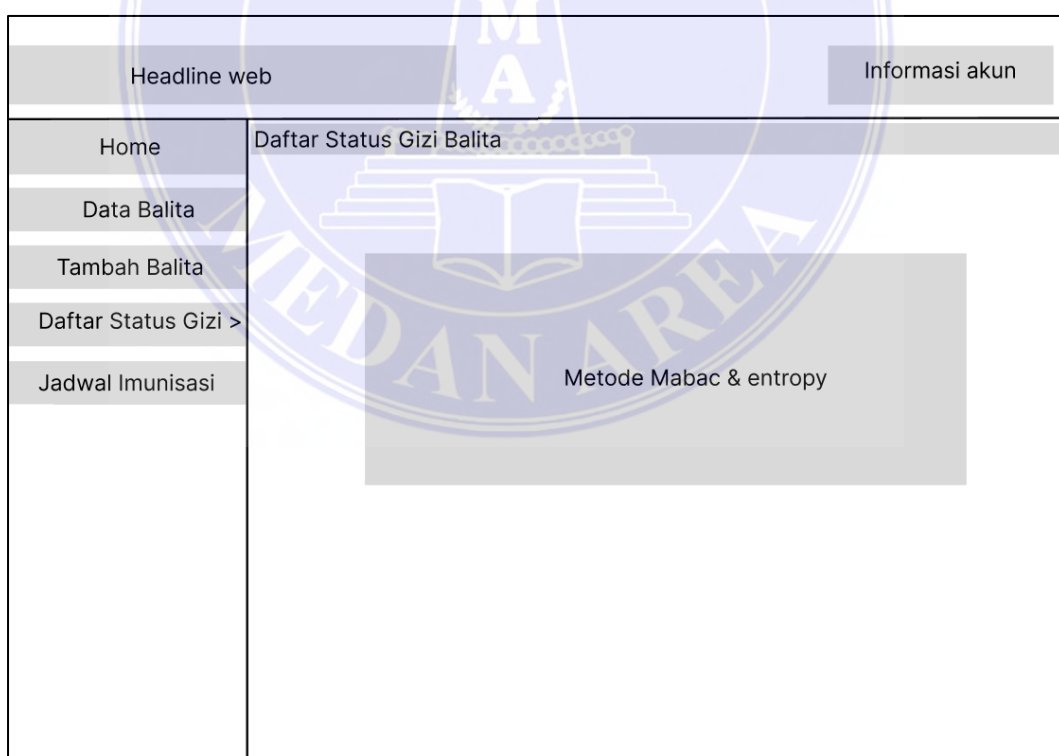 M
A
Headline web
Informasi akun
Home
Daftar Status Gizi Balita
Data Balita
Tambah Balita
Daftar Status Gizi >
Jadwal Imunisasi
Metode Mabac & entropy
MEDAN AREA